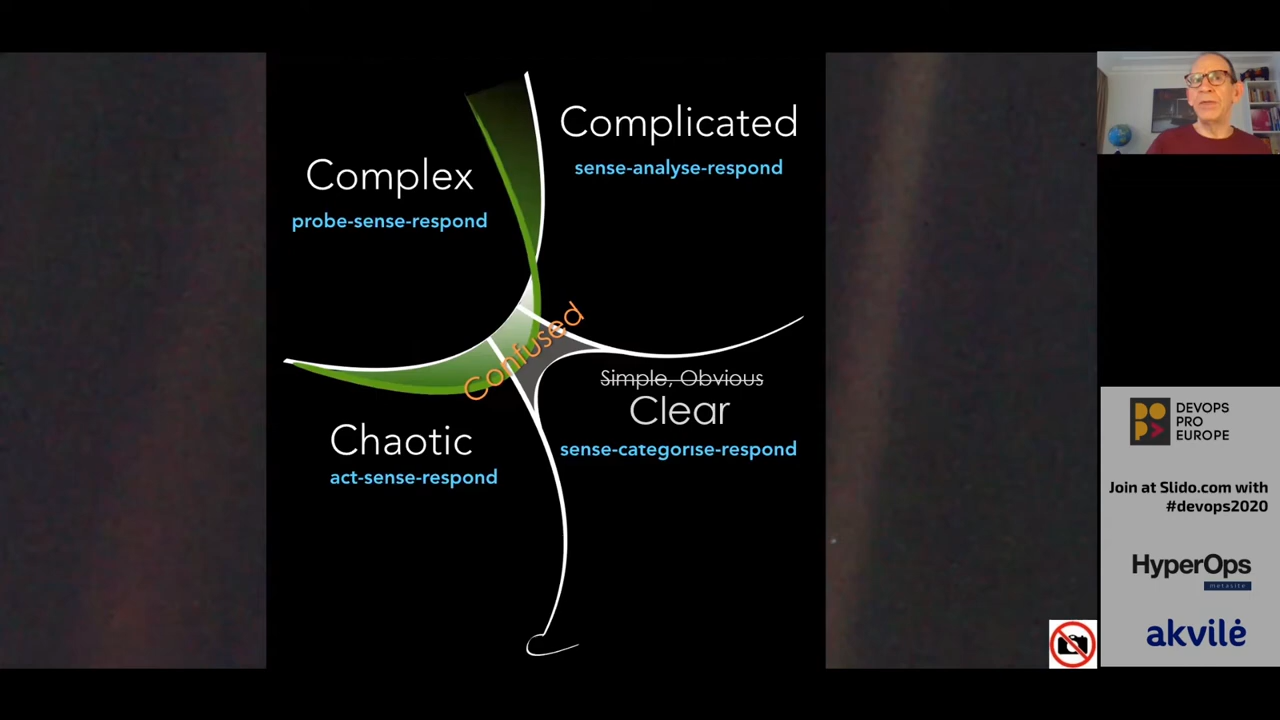 Complicated
sense-analyse-respond
Complex
probe-sense-respond
Confused
Simple, Obvious
Clear
sense-categorise-respond
Chaotic
act-sense-respond
DEVOPS
PRO
EUROPE
Join at Slido.com with
#devops2020
HyperOps
metasite
akvilė